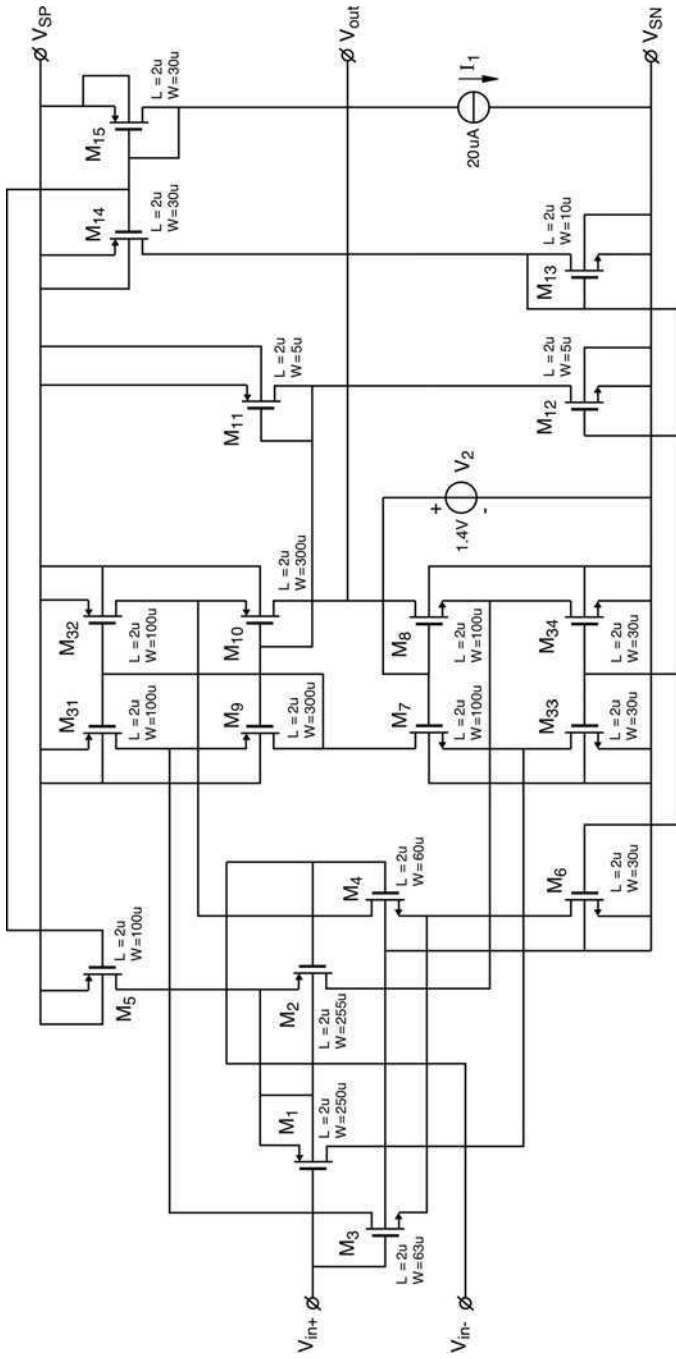 V_SP
V_out
V_SN
M_15
L = 2u
W=30u
I_1
20uA
M_14
L = 2u
W=30u
M_13
L = 2u
W=10u
M_11
L = 2u
W=5u
M_12
L = 2u
W=5u
V_2
+
-
1.4V
M_32
L =2u
W=100u
M_10
L =2u
W=300u
M_8
L =2u
W=100u
M_34
L =2u
W=30u
M_31
L =2u
W=100u
M_9
L =2u
W=300u
M_7
L =2u
W=100u
M_33
L =2u
W=30u
M_5
L =2u
W=100u
M_4
L =2u
W=60u
M_6
L =2u
W=30u
M_2
L =2u
W=255u
M_1
L =2u
W=250u
M_3
L =2u
W=63u
V_in+
V_in-